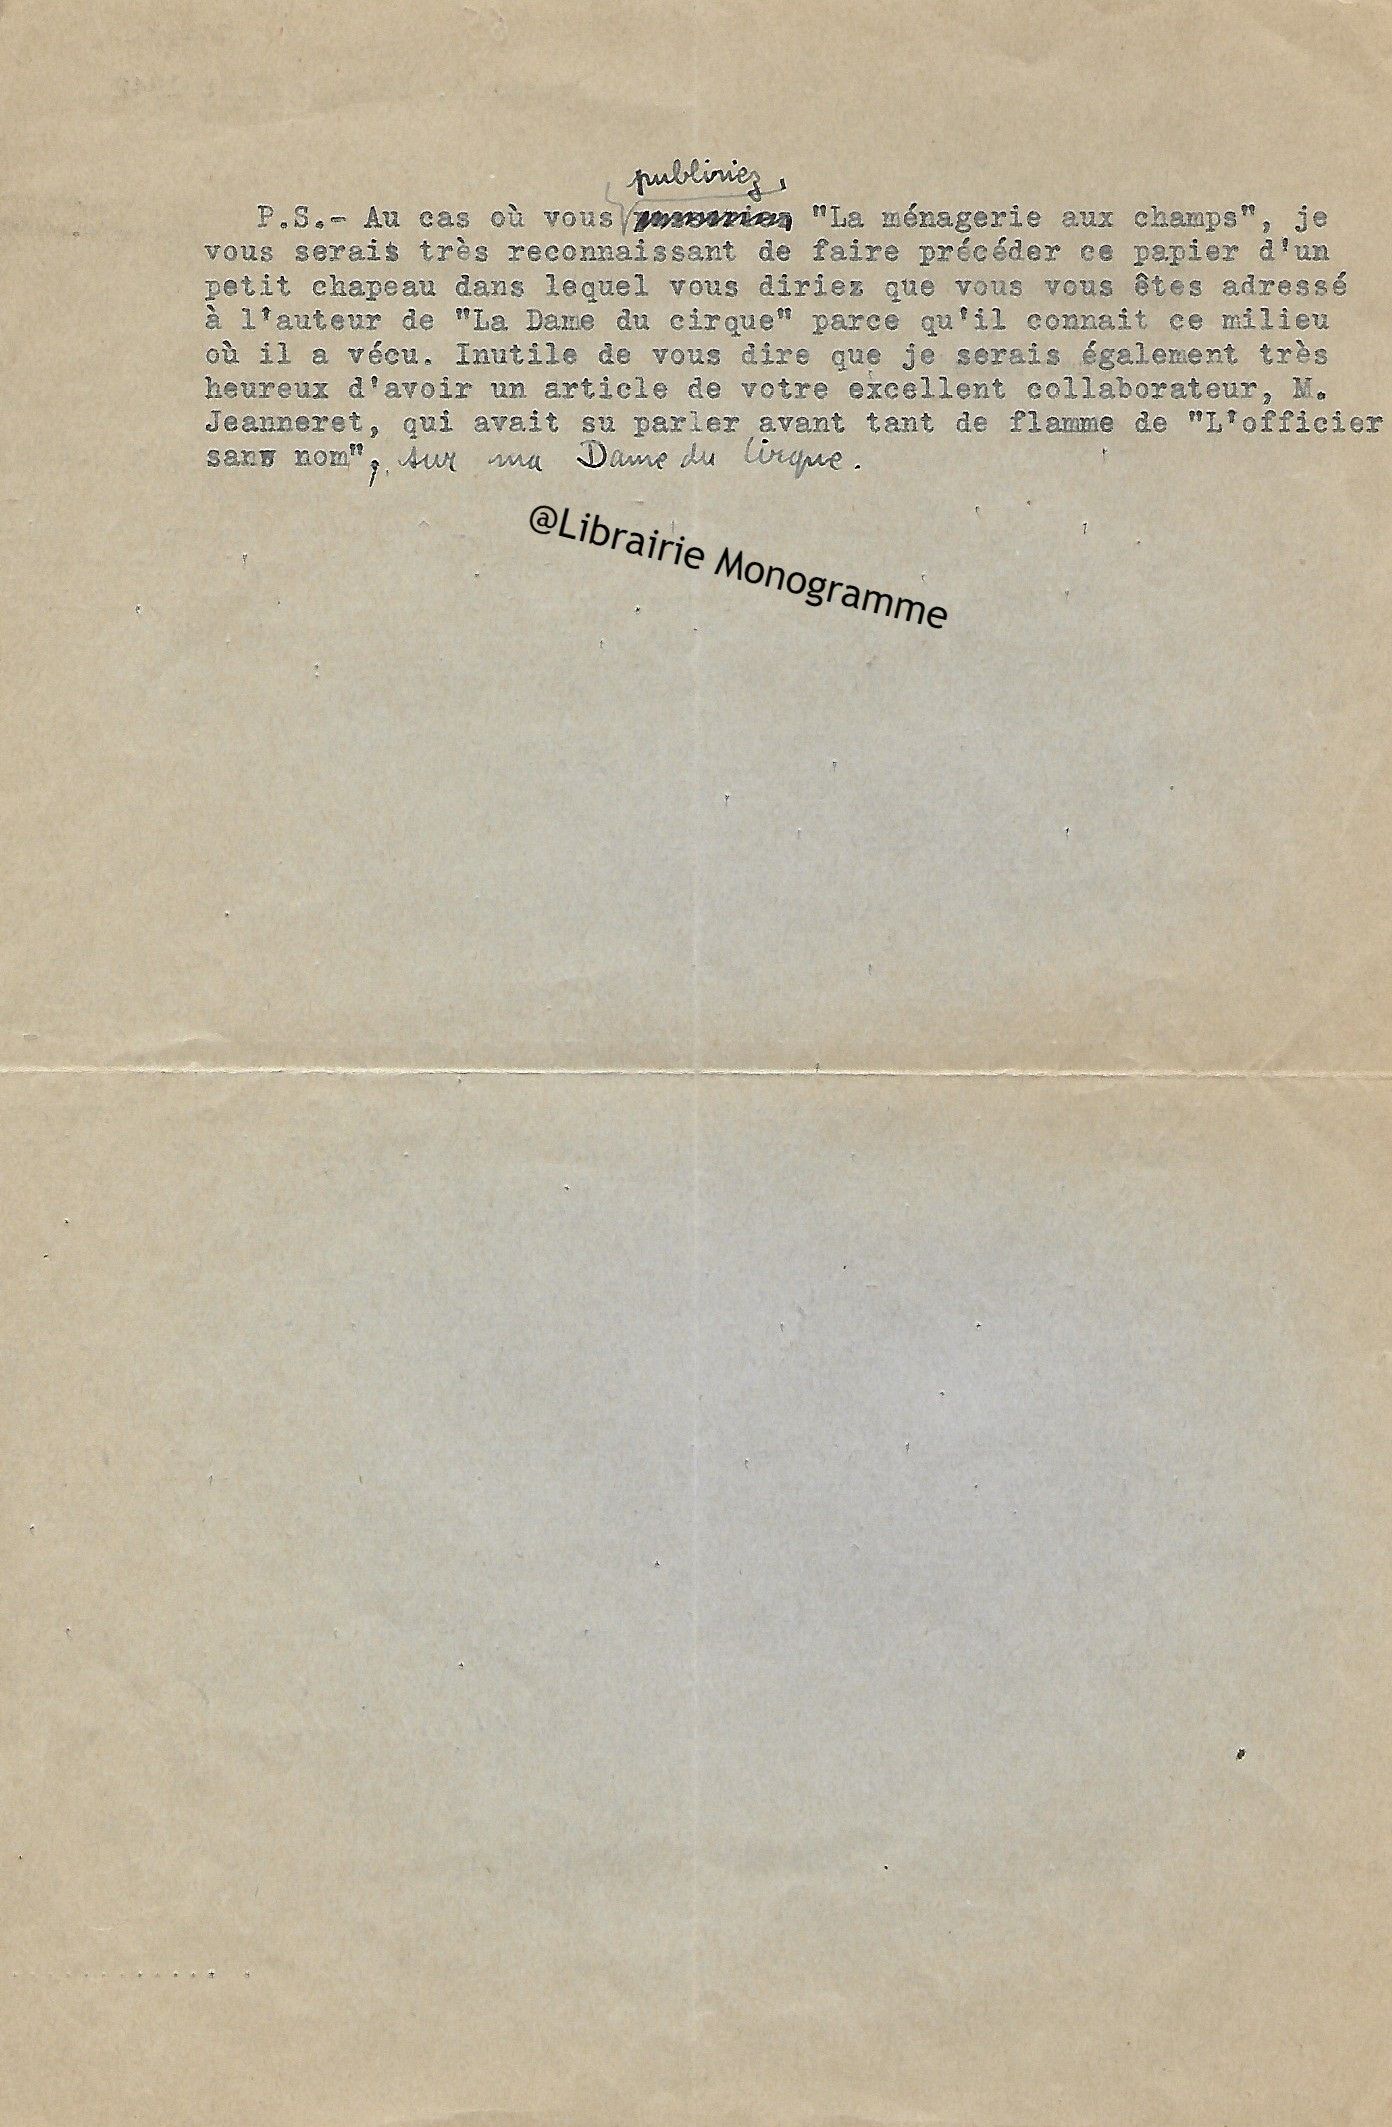 publiiez,
P.S.- Au cas où vous "La ménagerie aux champs", je
vous serais très reconnaissant de faire précéder ce papier d'un
petit chapeau dans lequel vous diriez que vous vous êtes adressé
à l'auteur de "La Dame du cirque" parce qu'il connait ce milieu
où il a vécu. Inutile de vous dire que je serais également très
heureux d'avoir un article de votre excellent collaborateur, M.
Jeanneret, qui avait su parler avant tant de flamme de "L'officier
sans nom", sur ma Dame du Cirque.
@Librairie Monogramme